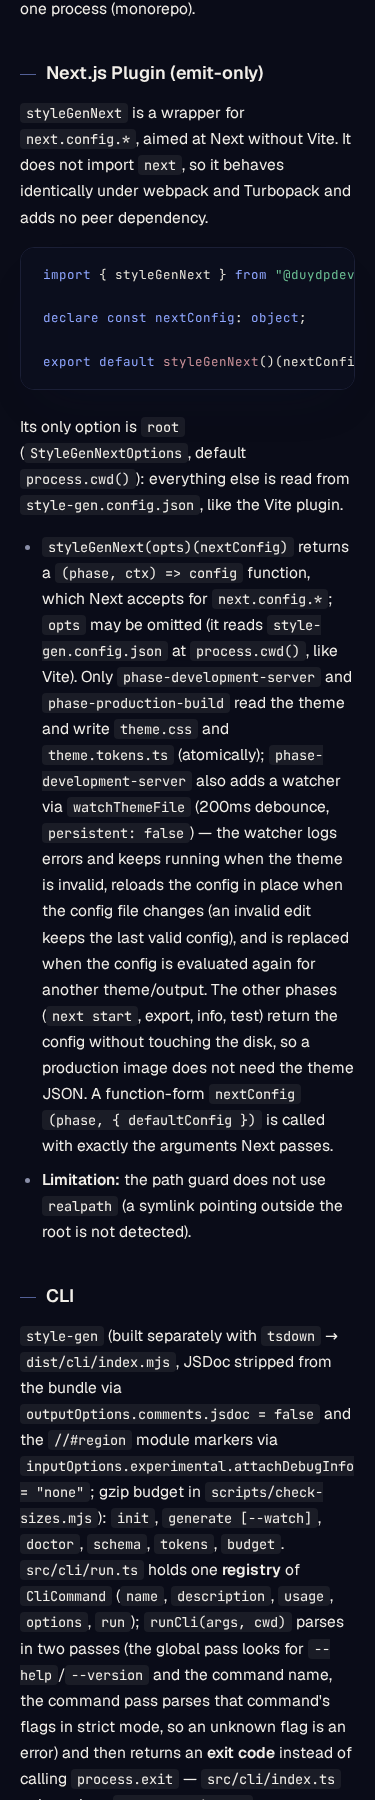 one process (monorepo).
— Next.js Plugin (emit-only)
styleGenNext is a wrapper for
next.config.*, aimed at Next without Vite. It
does not import next, so it behaves
identically under webpack and Turbopack and
adds no peer dependency.
import { styleGenNext } from "@duydpdev
declare const nextConfig: object;
export default styleGenNext()(nextConfi
Its only option is root
(StyleGenNextOptions, default
process.cwd()): everything else is read from
style-gen.config.json, like the Vite plugin.
• styleGenNext(opts)(nextConfig) returns
a (phase, ctx) => config function,
which Next accepts for next.config.*;
opts may be omitted (it reads style-
gen.config.json at process.cwd(), like
Vite). Only phase-development-server and
phase-production-build read the theme
and write theme.css and
theme.tokens.ts (atomically); phase-
development-server also adds a watcher
via watchThemeFile (200ms debounce,
persistent: false) — the watcher logs
errors and keeps running when the theme
is invalid, reloads the config in place when
the config file changes (an invalid edit
keeps the last valid config), and is replaced
when the config is evaluated again for
another theme/output. The other phases
(next start, export, info, test) return the
config without touching the disk, so a
production image does not need the theme
JSON. A function-form nextConfig
(phase, { defaultConfig }) is called
with exactly the arguments Next passes.
• Limitation: the path guard does not use
realpath (a symlink pointing outside the
root is not detected).
— CLI
style-gen (built separately with tsdown →
dist/cli/index.mjs, JSDoc stripped from
the bundle via
outputOptions.comments.jsdoc = false and
the //#region module markers via
inputOptions.experimental.attachDebugInfo
= "none"; gzip budget in scripts/check-
sizes.mjs): init, generate [--watch],
doctor, schema, tokens, budget.
src/cli/run.ts holds one registry of
CliCommand (name, description, usage,
options, run); runCli(args, cwd) parses
in two passes (the global pass looks for --
help/--version and the command name,
the command pass parses that command's
flags in strict mode, so an unknown flag is an
error) and then returns an exit code instead of
calling process.exit — src/cli/index.ts